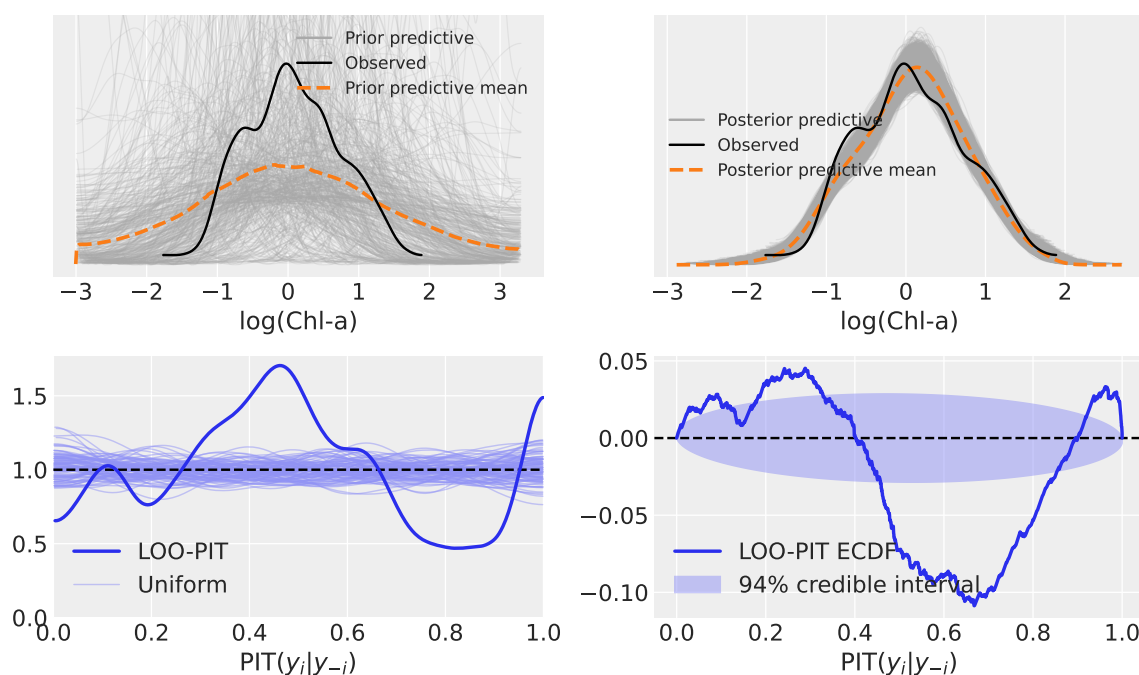 Prior predictive
Observed
Prior predictive mean
−3 −2 −1 0 1 2 3
log(Chl-a)
Posterior predictive
Observed
Posterior predictive mean
−3 −2 −1 0 1 2
log(Chl-a)
1.5
1.0
0.5
0.0
LOO-PIT
Uniform
0.0 0.2 0.4 0.6 0.8 1.0
PIT(y_i|y_{-i})
0.05
0.00
−0.05
−0.10
LOO-PIT ECDF
94% credible interval
0.0 0.2 0.4 0.6 0.8 1.0
PIT(y_i|y_{-i})